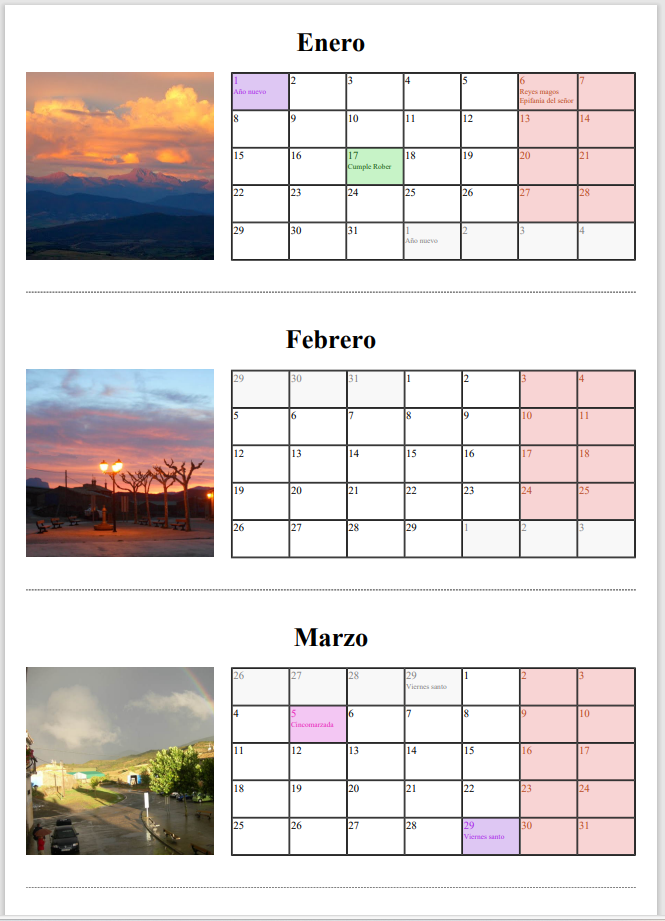 Enero
1 2 3 4 5 6 7
Año nuevo Reyes magos
Epifanía del señor
8 9 10 11 12 13 14
15 16 17 18 19 20 21
Cumple Rober
22 23 24 25 26 27 28
29 30 31 1 2 3 4
Año nuevo
Febrero
29 30 31 1 2 3 4
5 6 7 8 9 10 11
12 13 14 15 16 17 18
19 20 21 22 23 24 25
26 27 28 29 1 2 3
Marzo
26 27 28 29 1 2 3
Viernes santo
4 5 6 7 8 9 10
Cincomarzada
11 12 13 14 15 16 17
18 19 20 21 22 23 24
25 26 27 28 29 30 31
Viernes santo